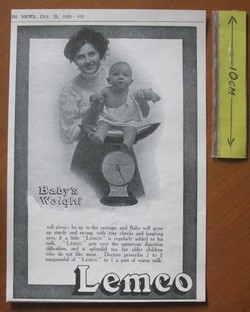 NEWS, OCT. 31,
Baby's
Weight
will always be up to the average, and Baby will grow
up sturdy and strong, with rosy cheeks and laughing
eyes, if a little "LEMCO" is regularly added to his
milk. "LEMCO" gets over the numerous digestive
difficulties, and is splendid too for older children
who do not like meat. Doctors prescribe ½ to 1
teaspoonful of "LEMCO" to ½ a pint of warm milk.
Lemco
10CM